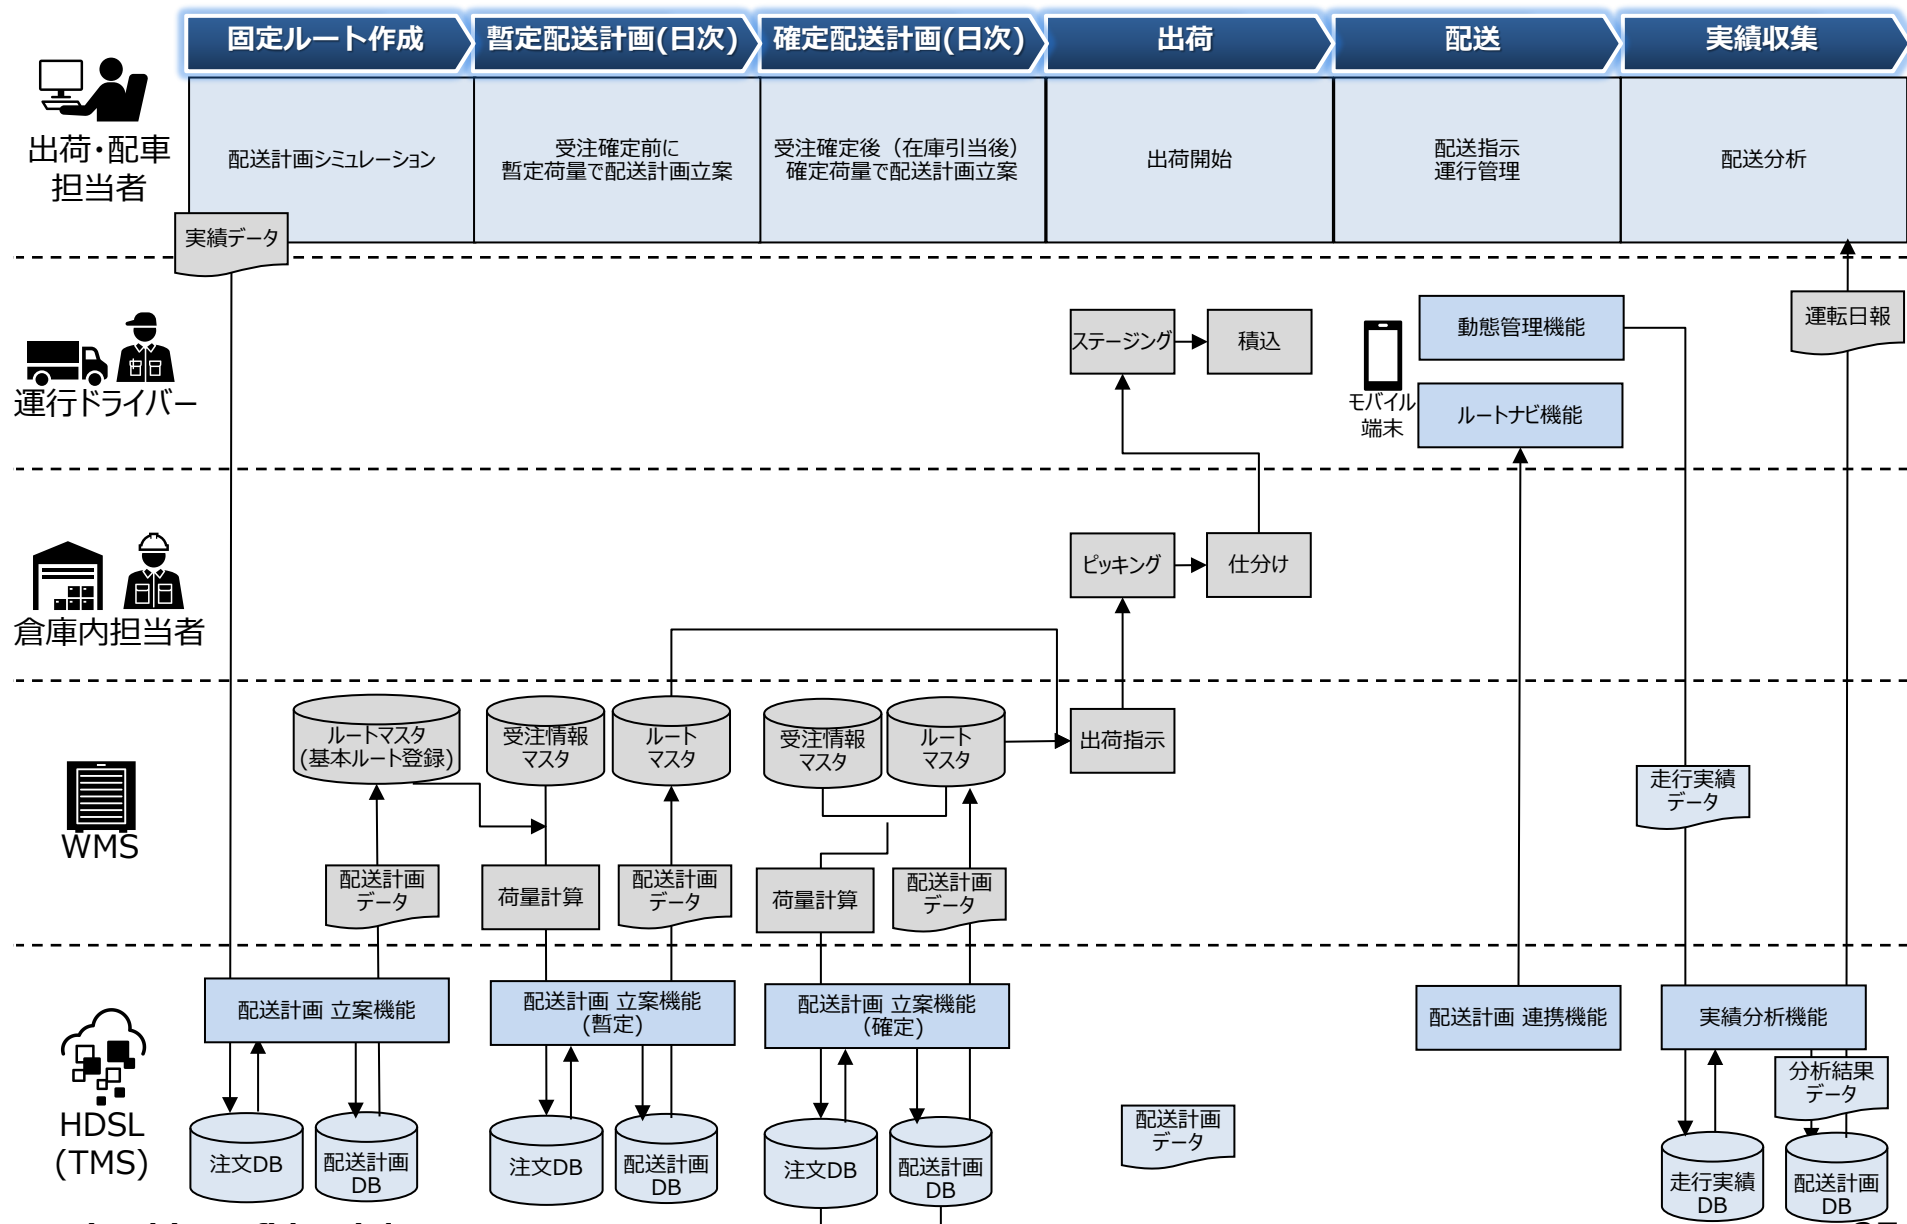 固定ルート作成
暫定配送計画(日次)
確定配送計画(日次)
出荷
配送
実績収集
出荷・配車
担当者
配送計画シミュレーション
受注確定前に
暫定荷量で配送計画立案
受注確定後（在庫引当後）
確定荷量で配送計画立案
出荷開始
配送指示
運行管理
配送分析
実績データ
運行ドライバー
ステージング
積込
モバイル
端末
動態管理機能
ルートナビ機能
運転日報
倉庫内担当者
ピッキング
仕分け
WMS
ルートマスタ
(基本ルート登録)
受注情報
マスタ
ルート
マスタ
受注情報
マスタ
ルート
マスタ
出荷指示
走行実績
データ
配送計画
データ
荷量計算
配送計画
データ
荷量計算
配送計画
データ
HDSL
(TMS)
配送計画 立案機能
配送計画 立案機能
(暫定)
配送計画 立案機能
(確定)
配送計画 連携機能
実績分析機能
分析結果
データ
注文DB
配送計画
DB
注文DB
配送計画
DB
注文DB
配送計画
DB
配送計画
データ
走行実績
DB
配送計画
DB